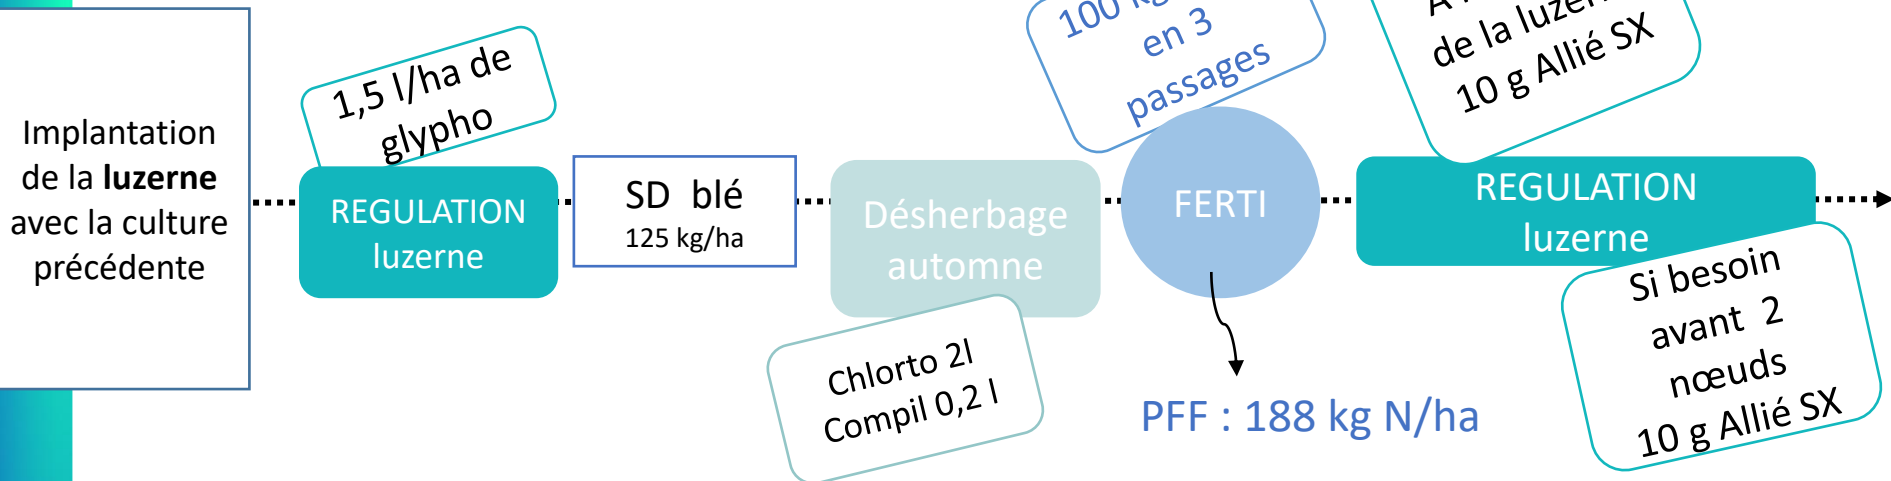 Implantation
de la luzerne
avec la culture
précédente
1,5 l/ha de
glypho
REGULATION
luzerne
SD blé
125 kg/ha
Désherbage
automne
Chlorto 2l
Compil 0,2 l
100
en 3
passages
FERTI
PFF : 188 kg N/ha
de la
10 g Allié SX
REGULATION
luzerne
Si besoin
avant 2
nœuds
10 g Allié SX